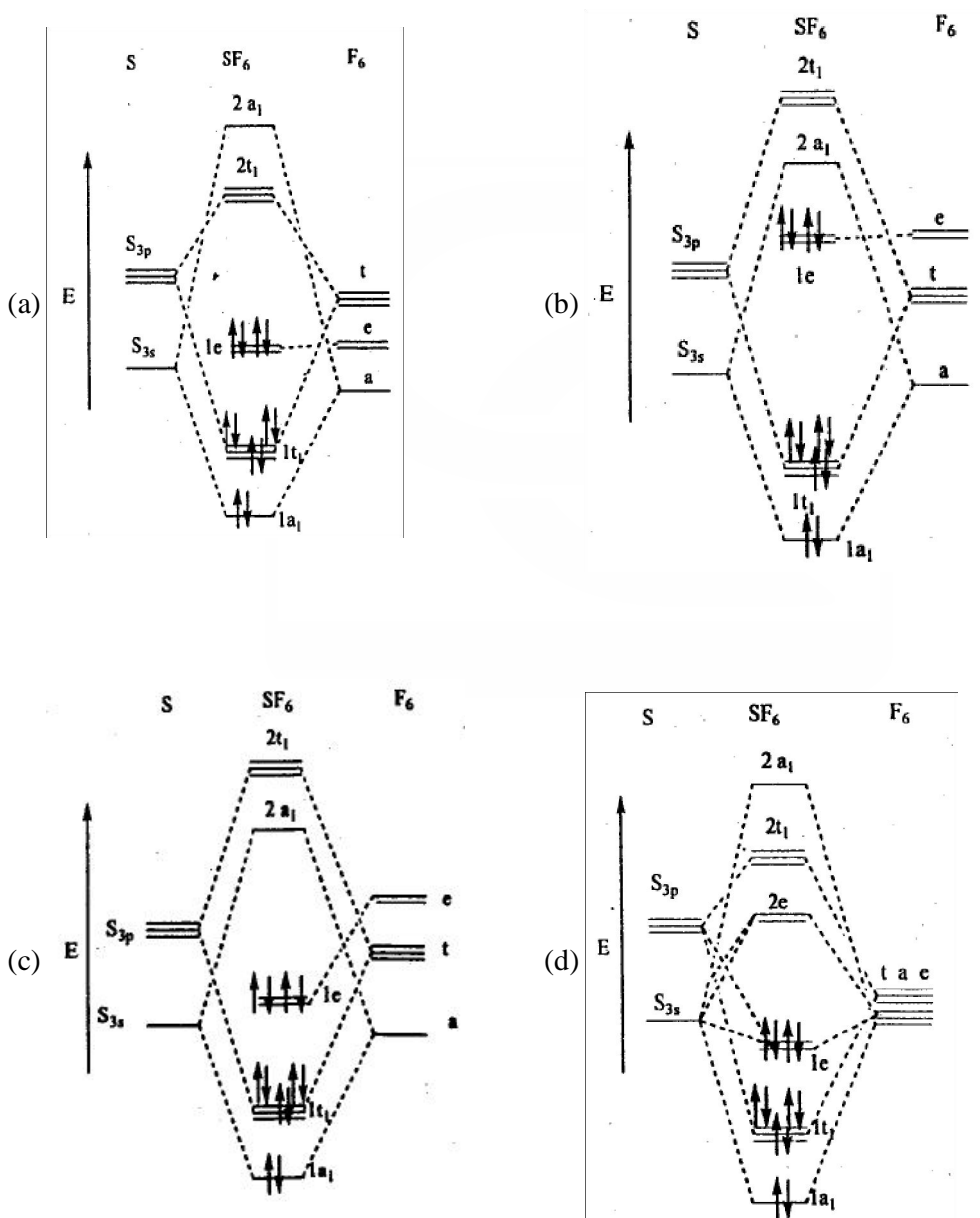 S SF₆ F₆
2 a₁
2t₁
S₃ₚ
t
(a) E
1e e
S₃ₛ
a
1t₁
1a₁
S SF₆ F₆
2t₁
2 a₁
e
S₃ₚ
1e
t
(b) E
S₃ₛ
a
1t₁
1a₁
S SF₆ F₆
2t₁
2 a₁
e
S₃ₚ
t
(c) E
1e
S₃ₛ a
1t₁
1a₁
S SF₆ F₆
2 a₁
2t₁
S₃ₚ
2e
(d) E
t a e
S₃ₛ
1e
1t₁
1a₁